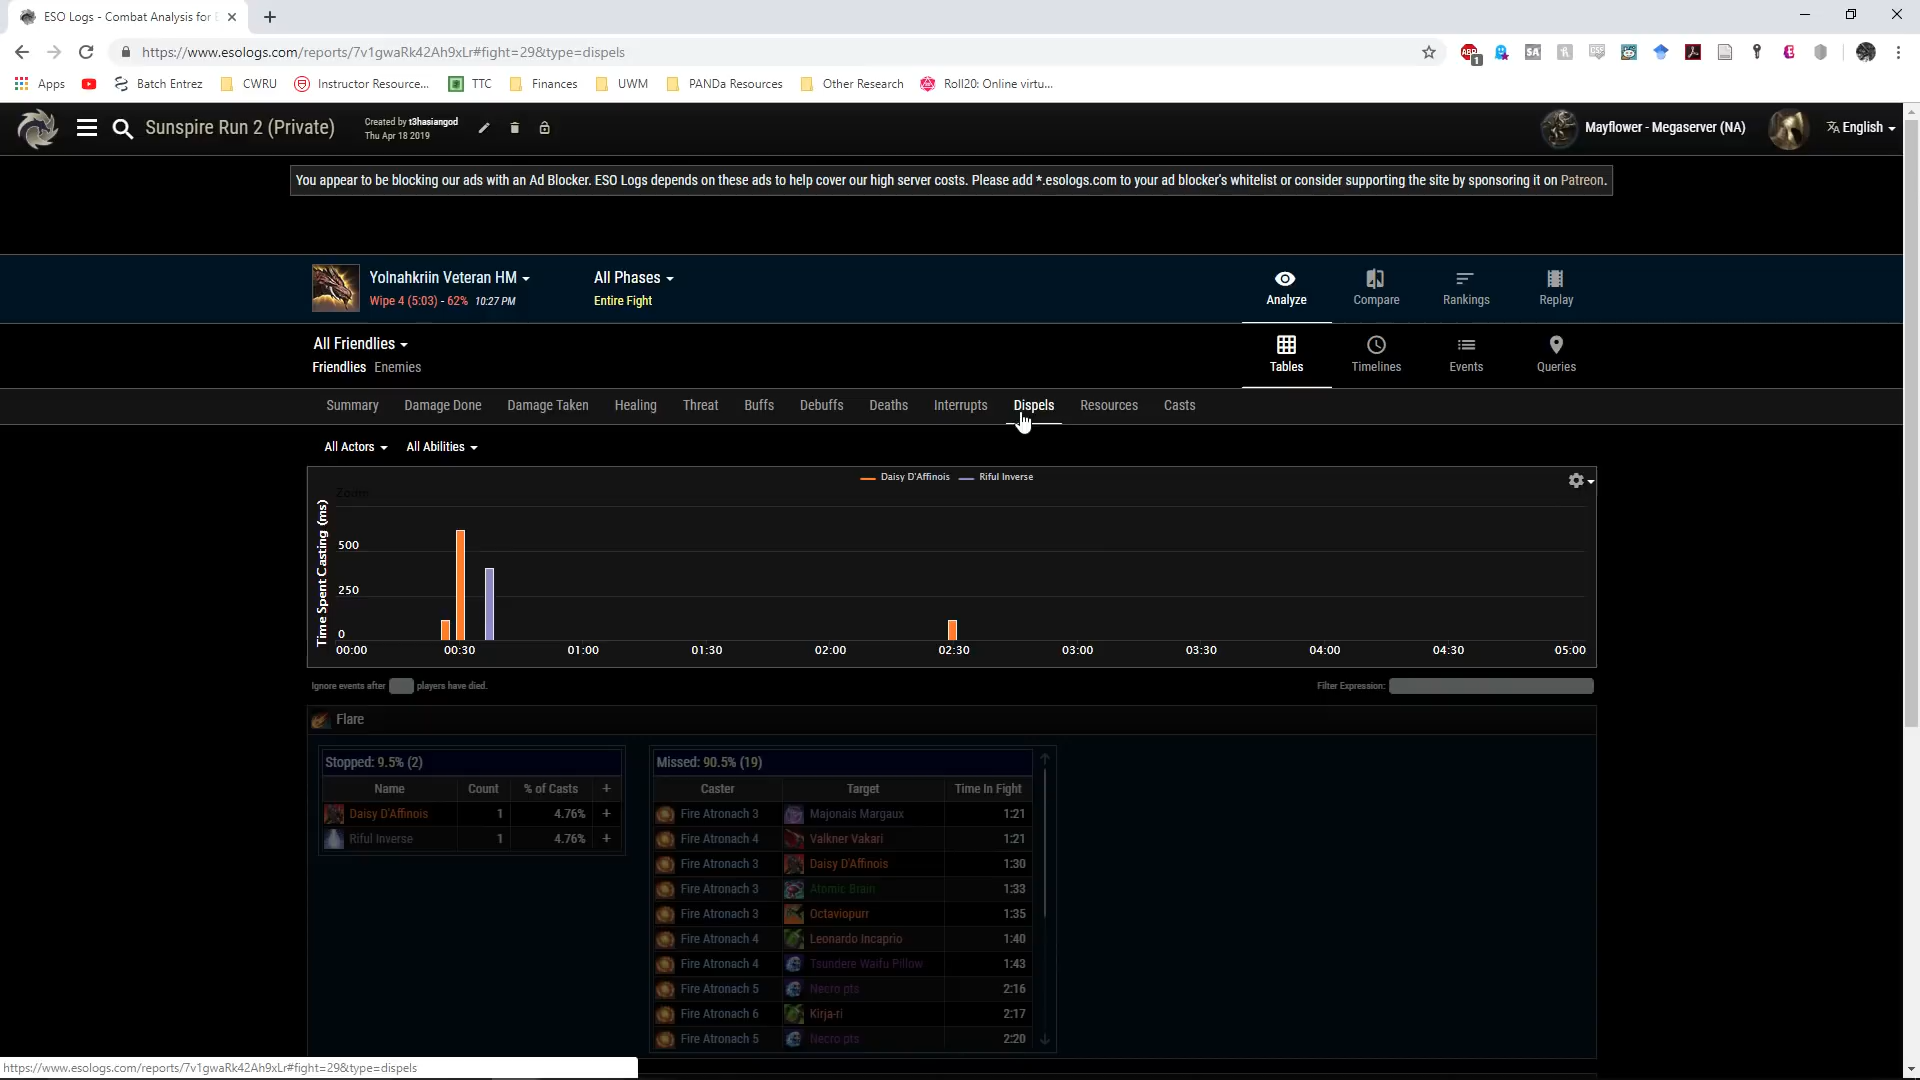 ESO Logs - Combat Analysis for E
https://www.esologs.com/reports/7v1gwaRk42Ah9xLr#fight=29&type=dispels
Apps Batch Entrez CWRU Instructor Resource... TTC Finances UWM PANDa Resources Other Research Roll20: Online virtu...
Sunspire Run 2 (Private)
Created by t3hasiangod
Thu Apr 18 2019
Mayflower - Megaserver (NA)
English
You appear to be blocking our ads with an Ad Blocker. ESO Logs depends on these ads to help cover our high server costs. Please add *.esologs.com to your ad blocker's whitelist or consider supporting the site by sponsoring it on Patreon.
Yolnahkriin Veteran HM
Wipe 4 (5:03) - 62% 10:27 PM
All Phases
Entire Fight
Analyze Compare Rankings Replay
All Friendlies
Friendlies Enemies
Tables Timelines Events Queries
Summary Damage Done Damage Taken Healing Threat Buffs Debuffs Deaths Interrupts Dispels Resources Casts
All Actors All Abilities
Daisy D'Affinois Riful Inverse
Zoom
Time Spent Casting (ms)
500
250
0
00:00 00:30 01:00 01:30 02:00 02:30 03:00 03:30 04:00 04:30 05:00
Ignore events after players have died.
Filter Expression:
Flare
Stopped: 9.5% (2)
Name Count % of Casts +
Daisy D'Affinois 1 4.76% +
Riful Inverse 1 4.76% +
Missed: 90.5% (19)
Caster Target Time In Fight
Fire Atronach 3 Majonais Margaux 1:21
Fire Atronach 4 Valkner Vakari 1:21
Fire Atronach 3 Daisy D'Affinois 1:30
Fire Atronach 3 Atomic Brain 1:33
Fire Atronach 3 Octaviopurr 1:35
Fire Atronach 4 Leonardo Incaprio 1:40
Fire Atronach 4 Tsundere Waifu Pillow 1:43
Fire Atronach 5 Necro pts 2:16
Fire Atronach 6 Kirja-ri 2:17
Fire Atronach 5 Necro pts 2:20
https://www.esologs.com/reports/7v1gwaRk42Ah9xLr#fight=29&type=dispels